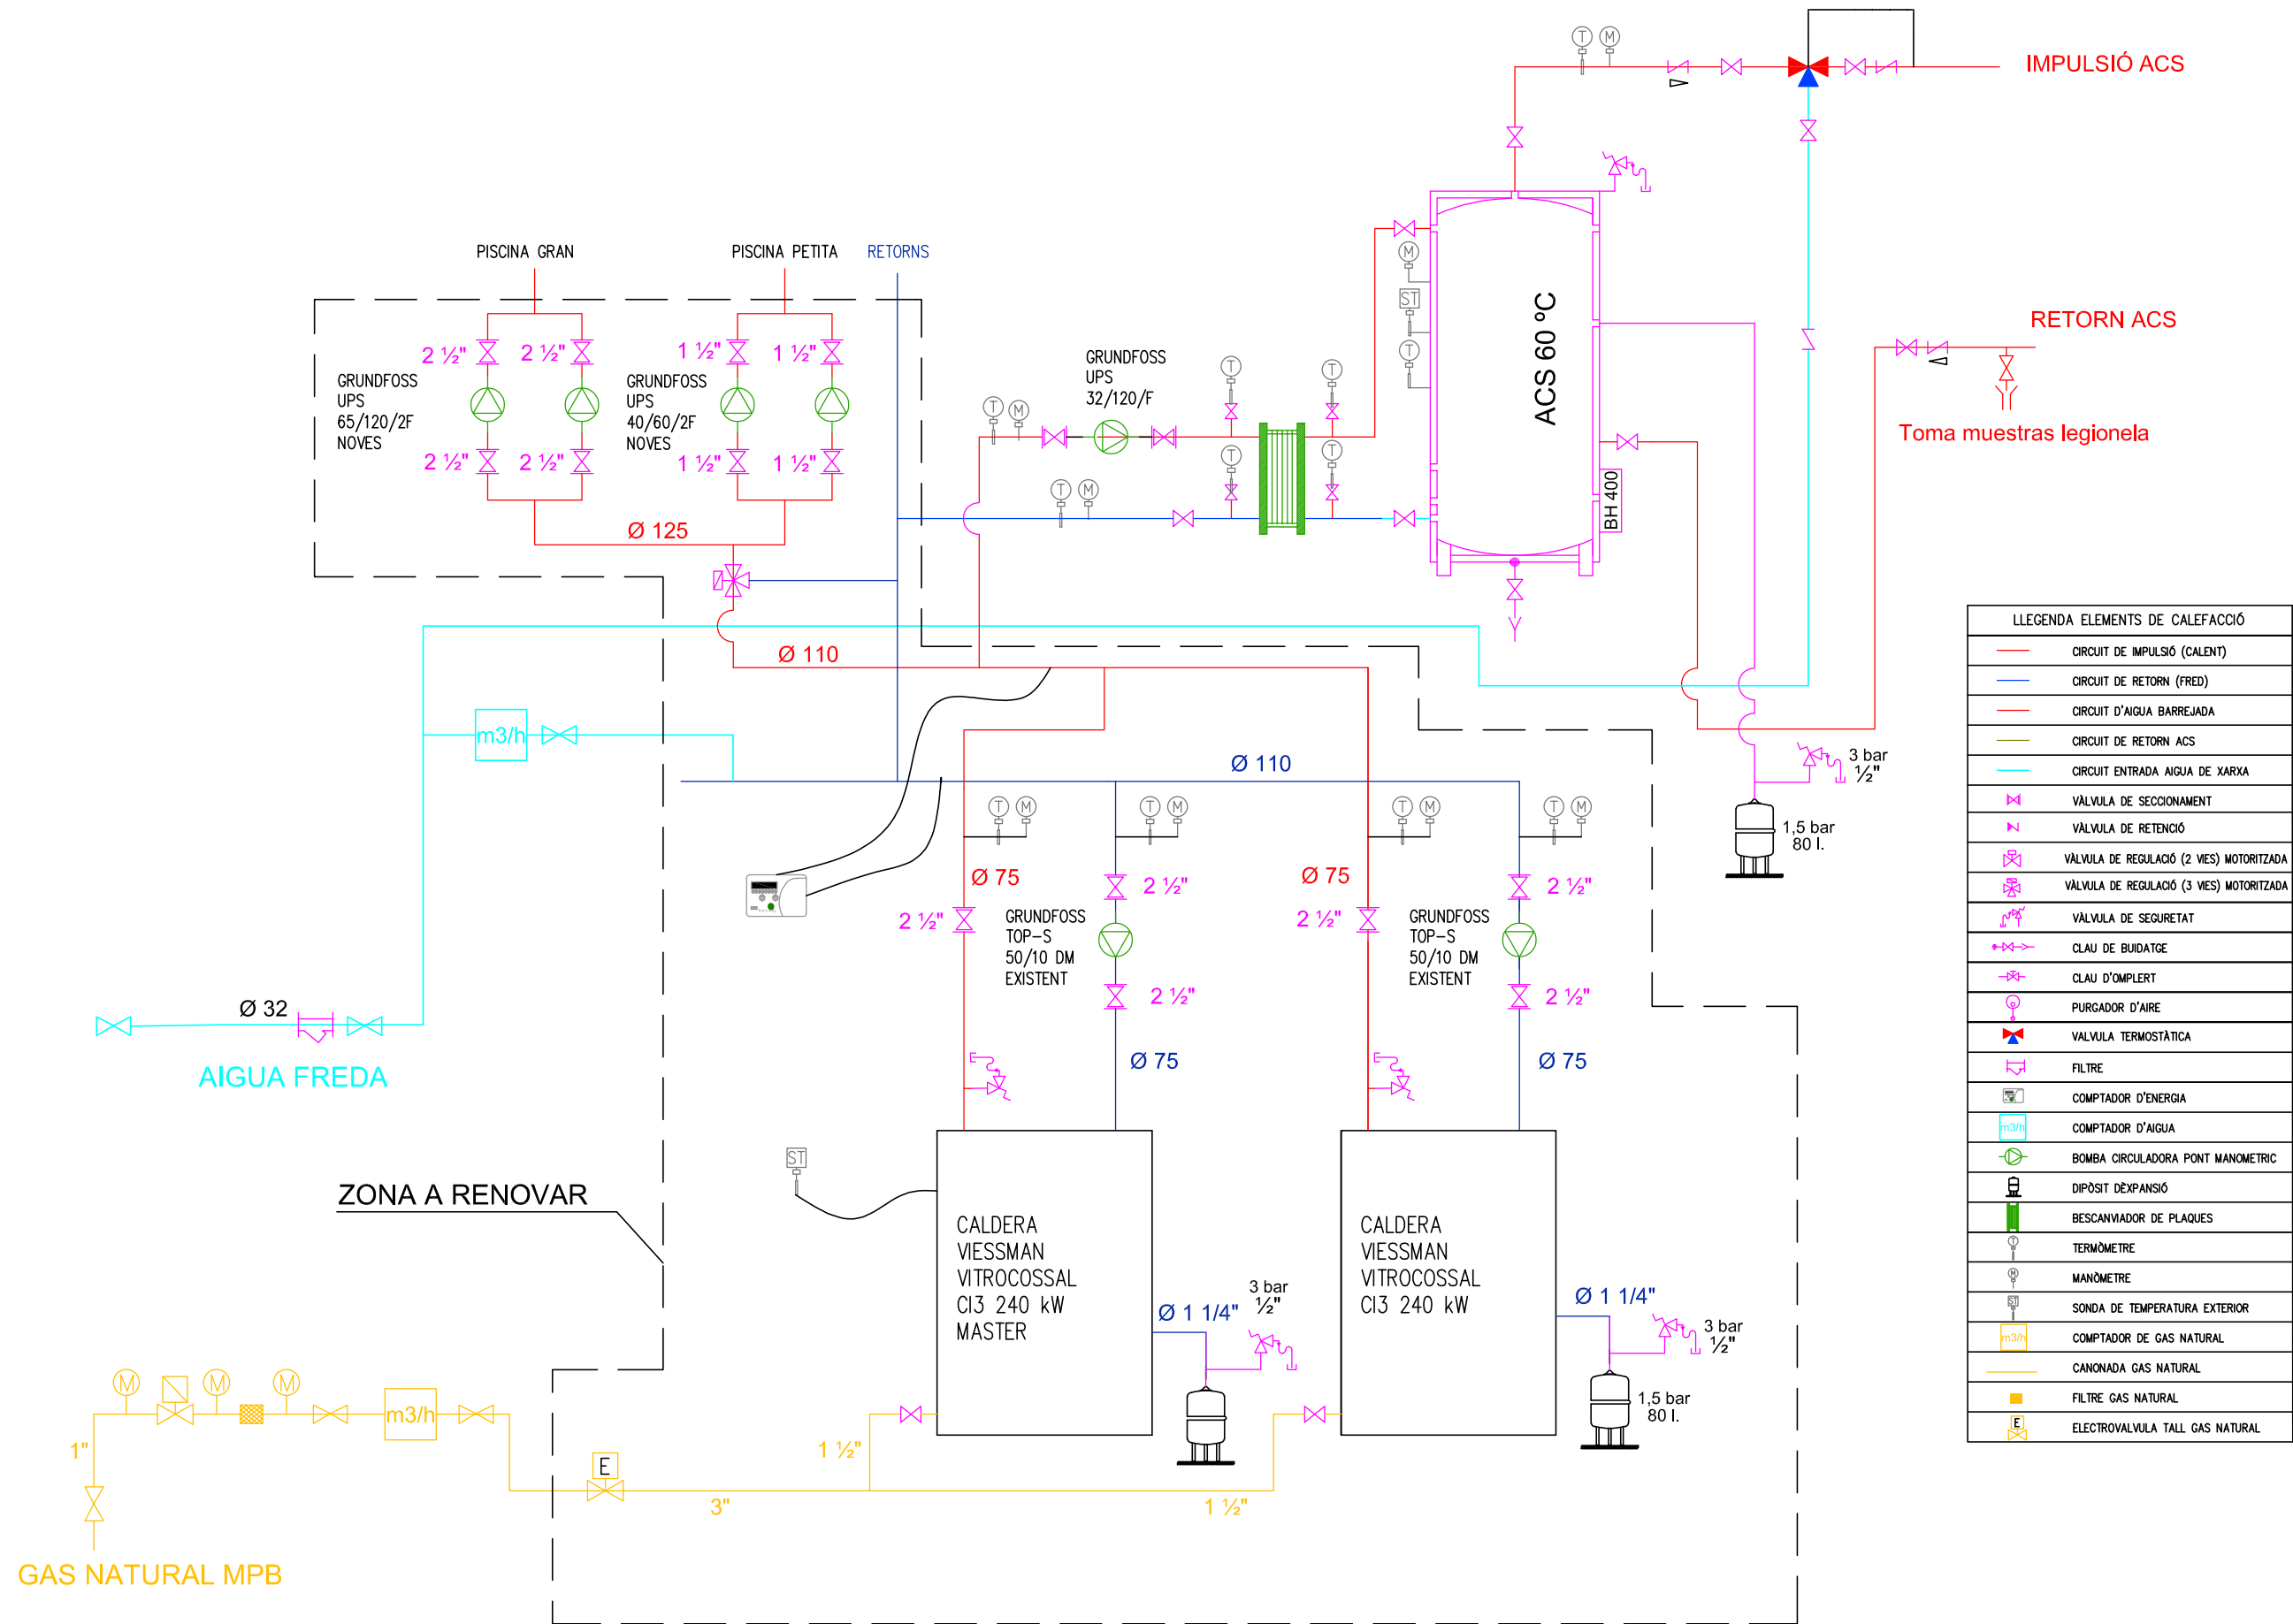 IMPULSIÓ ACS
T
M
PISCINA GRAN
PISCINA PETITA
RETORNS
2 ½"
2 ½"
1 ½"
1 ½"
GRUNDFOSS
UPS
65/120/2F
NOVES
GRUNDFOSS
UPS
40/60/2F
NOVES
2 ½"
2 ½"
1 ½"
1 ½"
Ø 125
GRUNDFOSS
UPS
32/120/F
T
M
T
T
T
T
T
M
M
ST
T
ACS 60 ºC
BH 400
RETORN ACS
Toma muestras legionela
Ø 110
m3/h
Ø 110
T
M
T
M
T
M
T
M
3 bar
½"
1,5 bar
80 l.
Ø 75
2 ½"
2 ½"
GRUNDFOSS
TOP-S
50/10 DM
EXISTENT
2 ½"
Ø 75
Ø 75
2 ½"
2 ½"
GRUNDFOSS
TOP-S
50/10 DM
EXISTENT
2 ½"
Ø 75
Ø 32
AIGUA FREDA
ZONA A RENOVAR
ST
CALDERA
VIESSMAN
VITROCOSSAL
CI3 240 kW
MASTER
CALDERA
VIESSMAN
VITROCOSSAL
CI3 240 kW
Ø 1 1/4"
3 bar
½"
Ø 1 1/4"
3 bar
½"
1,5 bar
80 l.
M
M
M
m3/h
1"
E
3"
1 ½"
1 ½"
GAS NATURAL MPB
LLEGENDA ELEMENTS DE CALEFACCIÓ
CIRCUIT DE IMPULSIÓ (CALENT)
CIRCUIT DE RETORN (FRED)
CIRCUIT D'AIGUA BARREJADA
CIRCUIT DE RETORN ACS
CIRCUIT ENTRADA AIGUA DE XARXA
VÀLVULA DE SECCIONAMENT
VÀLVULA DE RETENCIÓ
VÀLVULA DE REGULACIÓ (2 VIES) MOTORITZADA
VÀLVULA DE REGULACIÓ (3 VIES) MOTORITZADA
VÀLVULA DE SEGURETAT
CLAU DE BUIDATGE
CLAU D'OMPLERT
PURGADOR D'AIRE
VALVULA TERMOSTÀTICA
FILTRE
COMPTADOR D'ENERGIA
m3/h COMPTADOR D'AIGUA
BOMBA CIRCULADORA PONT MANOMETRIC
DIPÒSIT DÈXPANSIÓ
BESCANVIADOR DE PLAQUES
T TERMÒMETRE
M MANÒMETRE
ST SONDA DE TEMPERATURA EXTERIOR
m3/h COMPTADOR DE GAS NATURAL
CANONADA GAS NATURAL
FILTRE GAS NATURAL
E ELECTROVALVULA TALL GAS NATURAL